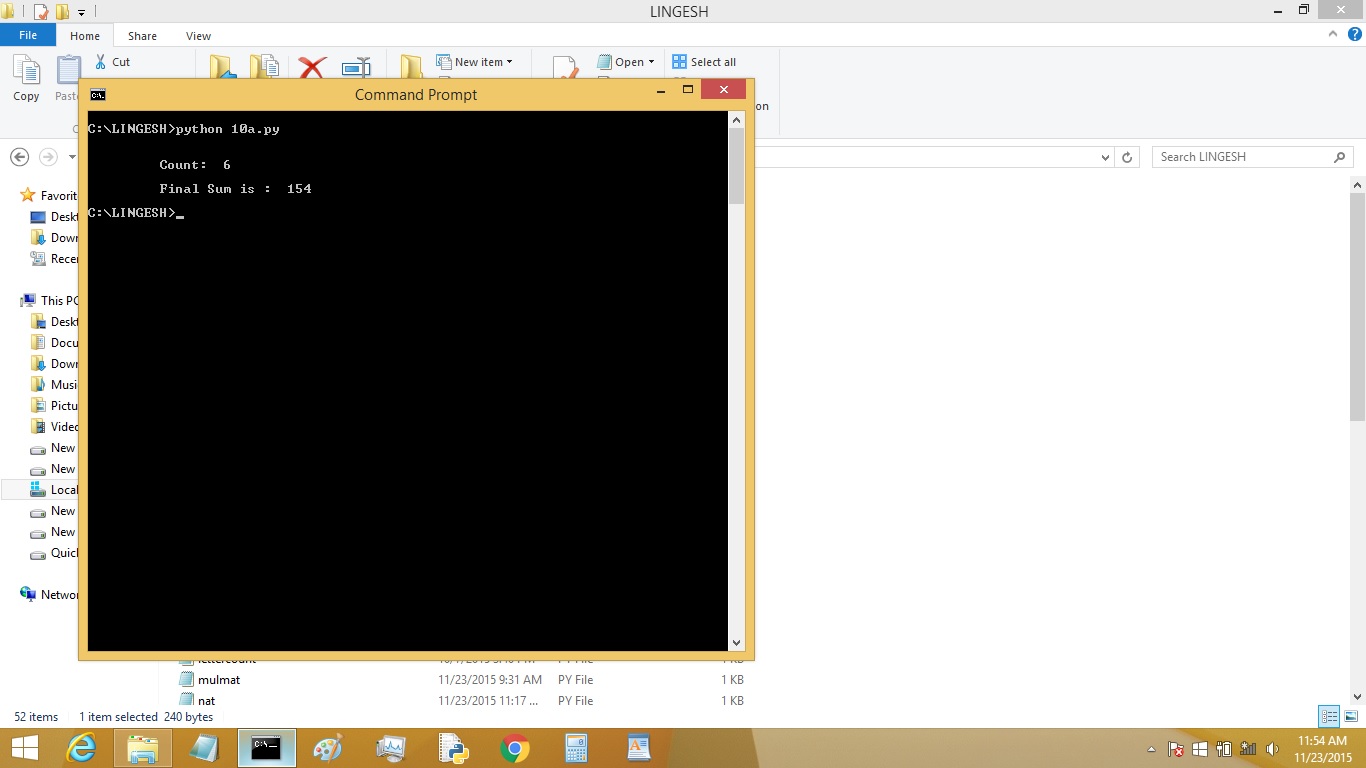 LINGESH
File Home Share View
Cut
New item
Open
Select all
Copy
Command Prompt
C:\LINGESH>python 10a.py
Count: 6
Final Sum is : 154
C:\LINGESH>_
Search LINGESH
Favorit
Deskt
Down
Recen
This PC
Deskt
Docu
Down
Music
Pictu
Video
New
New
Local
New
New
Quick
Networ
PY File 1 KB
mulmat 11/23/2015 9:31 AM PY File 1 KB
nat 11/23/2015 11:17 ... PY File 1 KB
52 items 1 item selected 240 bytes
11:54 AM
11/23/2015